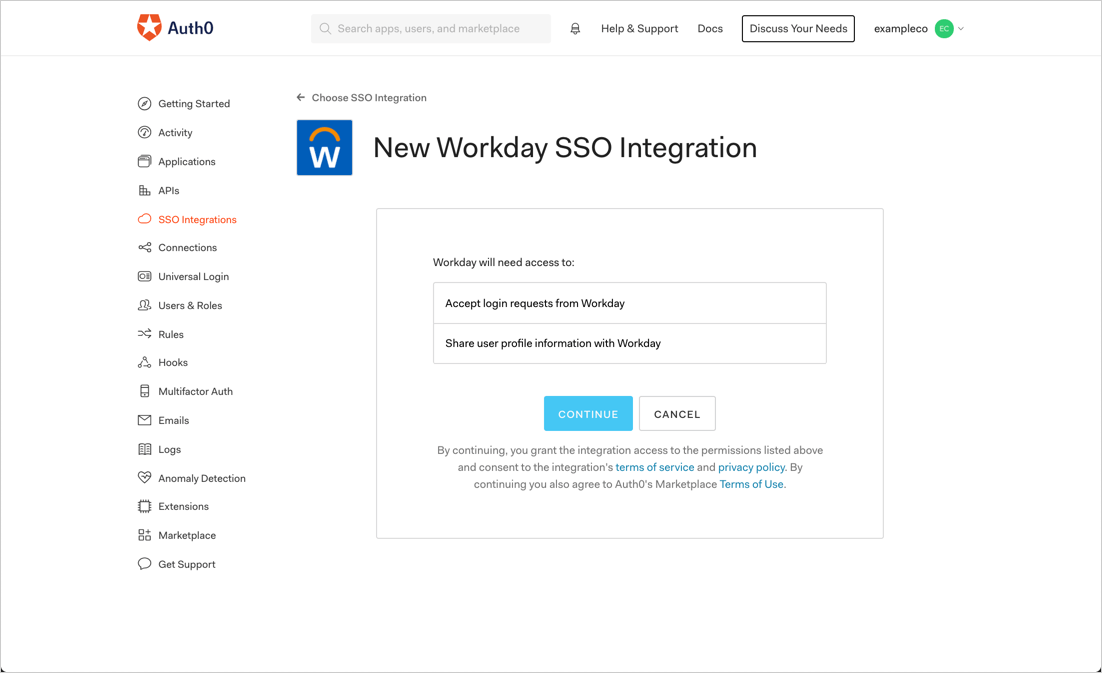 Auth0
Search apps, users, and marketplace
Help & Support
Docs
Discuss Your Needs
exampleco
EC
Getting Started
Activity
Applications
APIs
SSO Integrations
Connections
Universal Login
Users & Roles
Rules
Hooks
Multifactor Auth
Emails
Logs
Anomaly Detection
Extensions
Marketplace
Get Support
Choose SSO Integration
W
New Workday SSO Integration
Workday will need access to:
Accept login requests from Workday
Share user profile information with Workday
CONTINUE
CANCEL
By continuing, you grant the integration access to the permissions listed above
and consent to the integration's terms of service and privacy policy. By
continuing you also agree to Auth0's Marketplace Terms of Use.